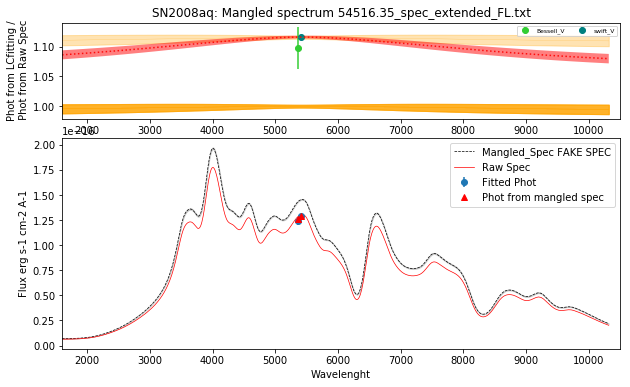 SN2008aq: Mangled spectrum 54516.35_spec_extended_FL.txt
Phot from LCfitting /
Phot from Raw Spec
1.10
1.05
1.00
Bessell_V
swift_V
2000 3000 4000 5000 6000 7000 8000 9000 10000
1e−16
Flux erg s-1 cm-2 A-1
2.00
1.75
1.50
1.25
1.00
0.75
0.50
0.25
0.00
Mangled_Spec FAKE SPEC
Raw Spec
Fitted Phot
Phot from mangled spec
2000 3000 4000 5000 6000 7000 8000 9000 10000
Wavelenght